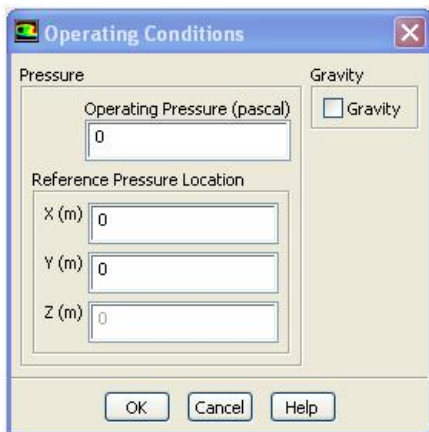 Operating Conditions
Pressure
Gravity
Operating Pressure (pascal)
Gravity
0
Reference Pressure Location
X (m) 0
Y (m) 0
Z (m) 0
OK Cancel Help